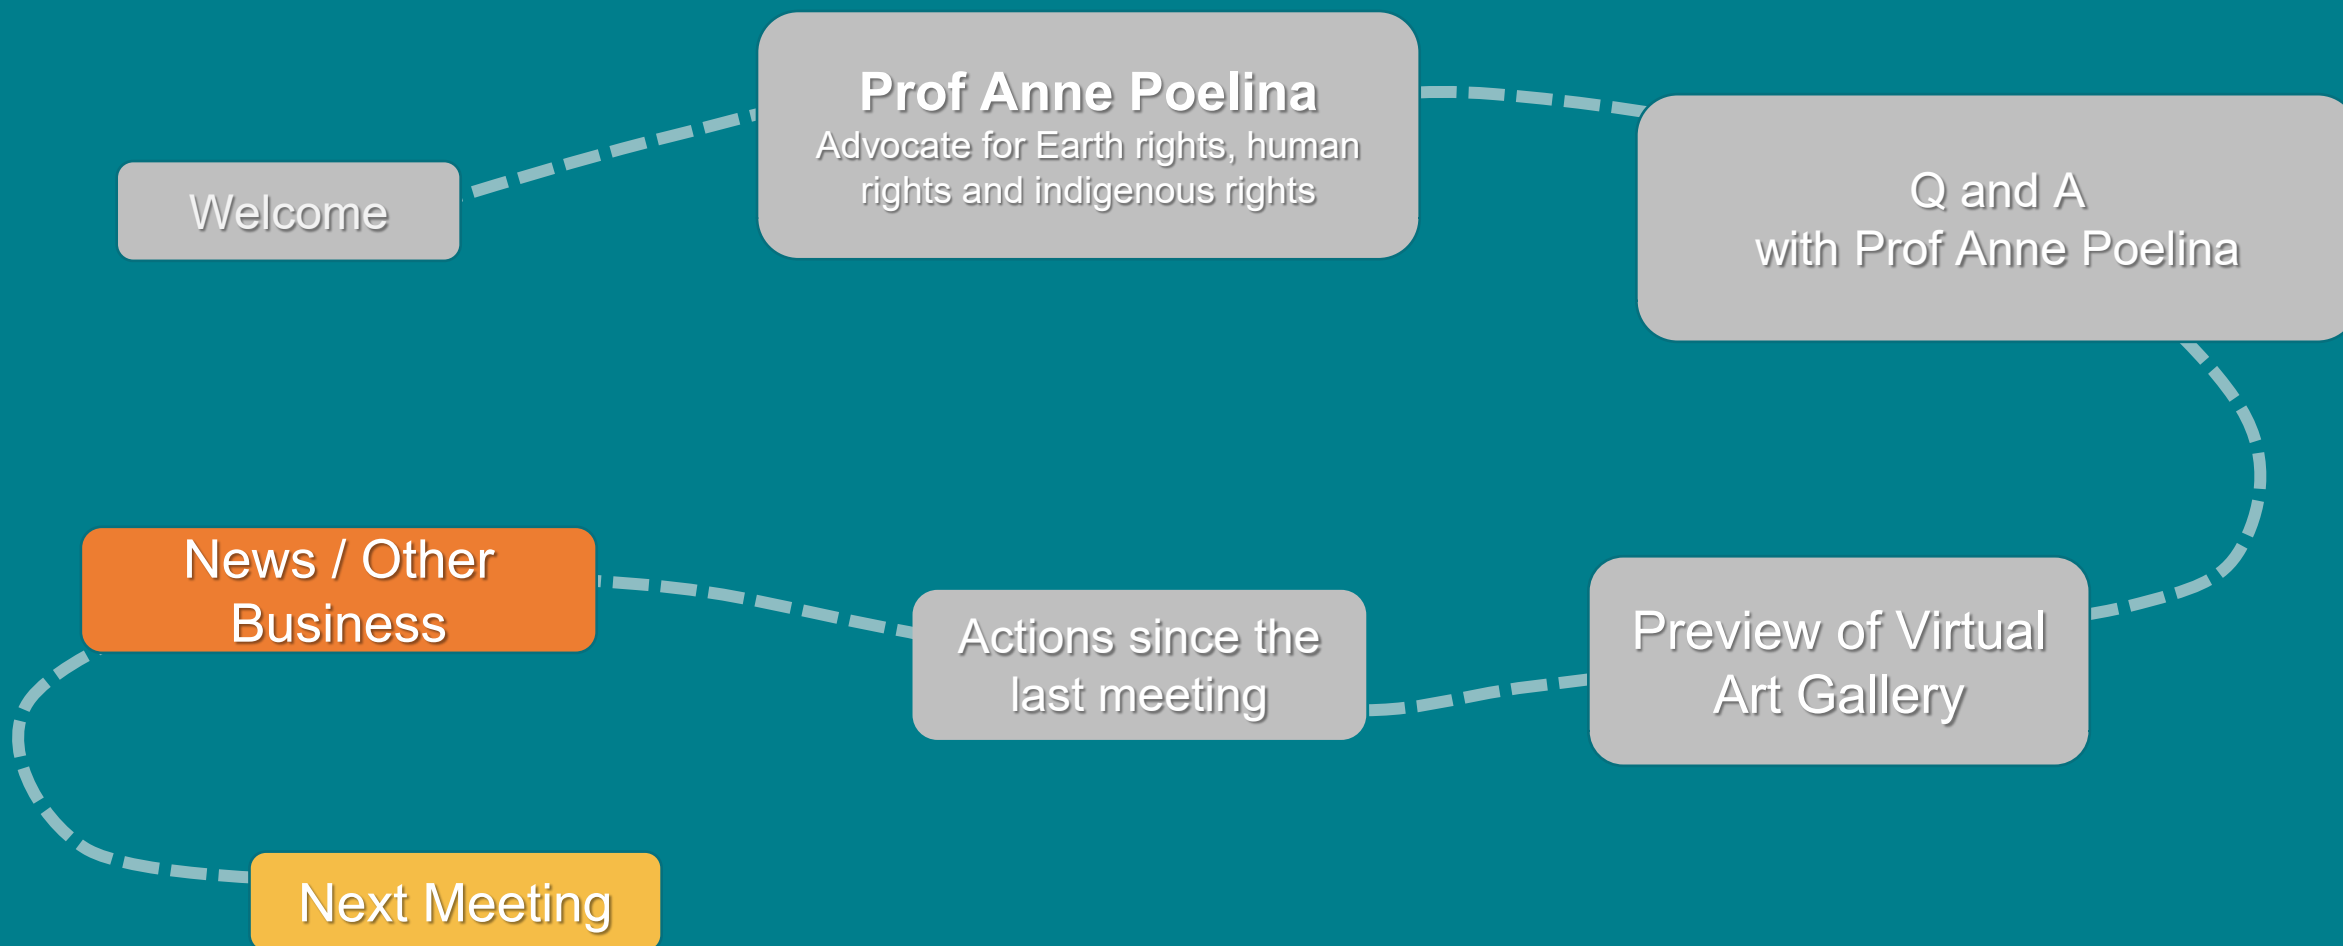 Welcome
Prof Anne Poelina
Advocate for Earth rights, human
rights and indigenous rights
Q and A
with Prof Anne Poelina
Preview of Virtual
Art Gallery
Actions since the
last meeting
News / Other
Business
Next Meeting